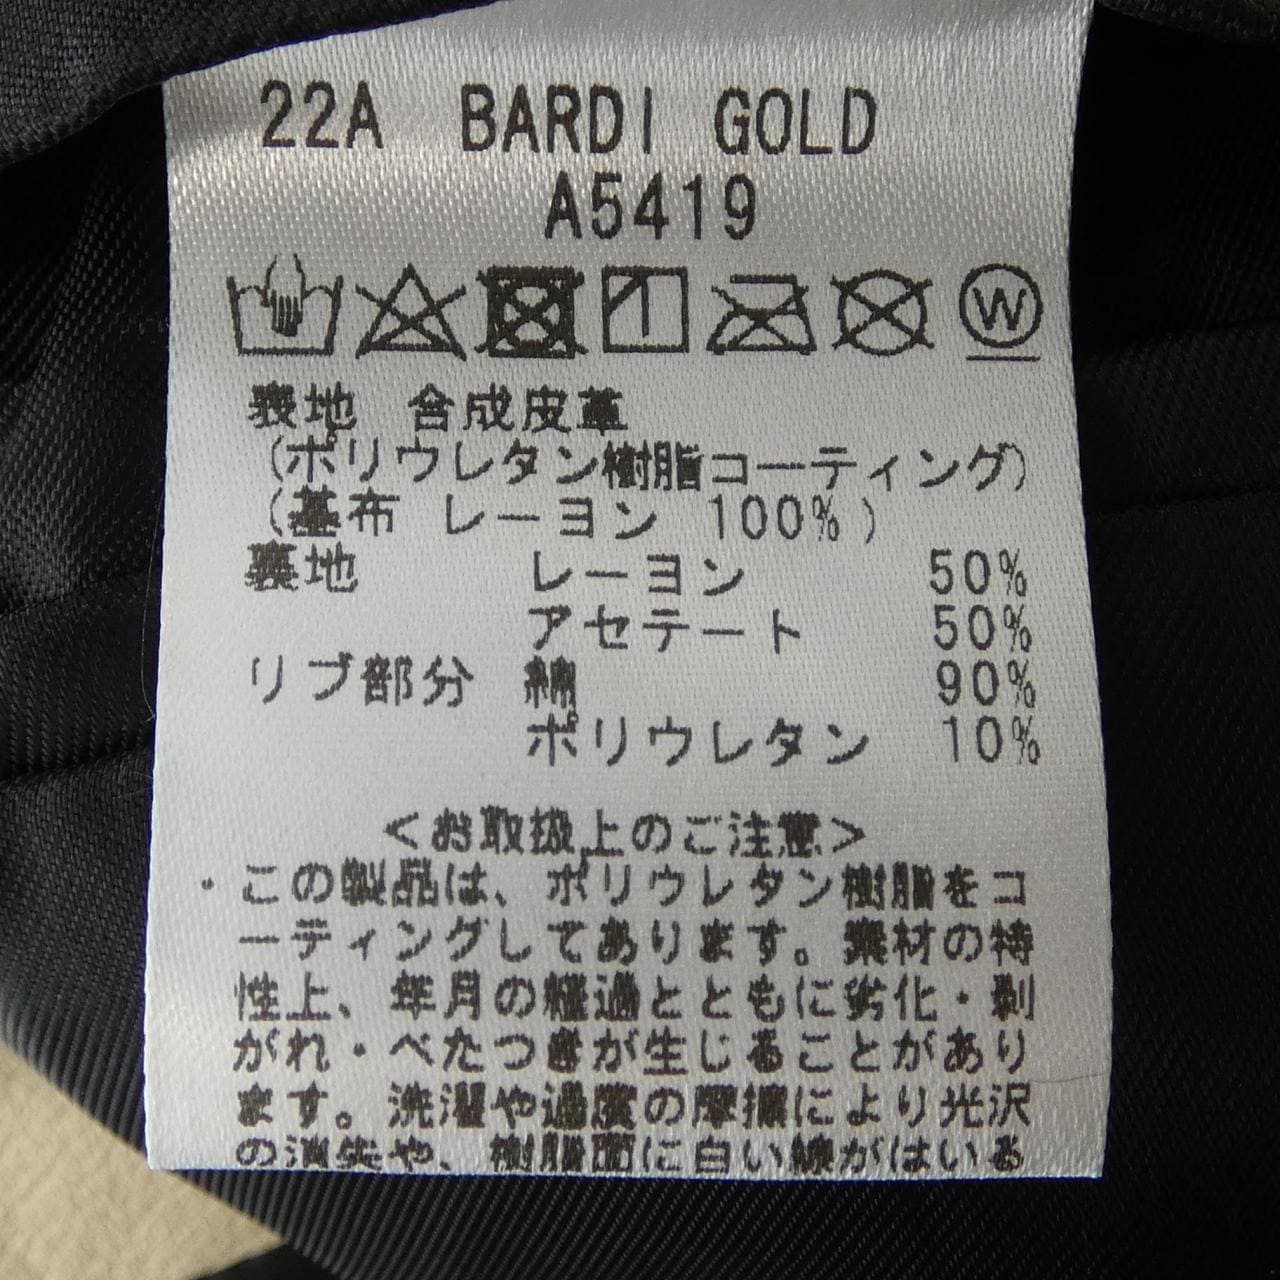 22A BARDI GOLD
A5419
W
表地 合成皮革
(ポリウレタン樹脂コーティング)
(基布 レーヨン 100%)
裏地 レーヨン 50%
アセテート 50%
リブ部分 綿 90%
ポリウレタン 10%
<お取扱上のご注意>
・この製品は、ポリウレタン樹脂をコ
ーティングしてあります。素材の特
性上、年月の経過とともに劣化・剥
がれ・べたつきが生じることがあり
ます。洗濯や過度の摩擦により光沢
の消失や、樹脂面に白い線がはいる